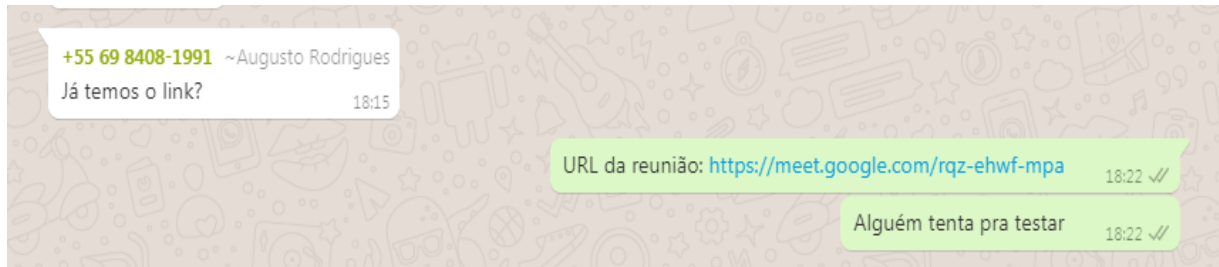 +55 69 8408-1991 ~Augusto Rodrigues
Já temos o link?
18:15
URL da reunião: https://meet.google.com/rqz-ehwf-mpa
18:22
Alguém tenta pra testar
18:22